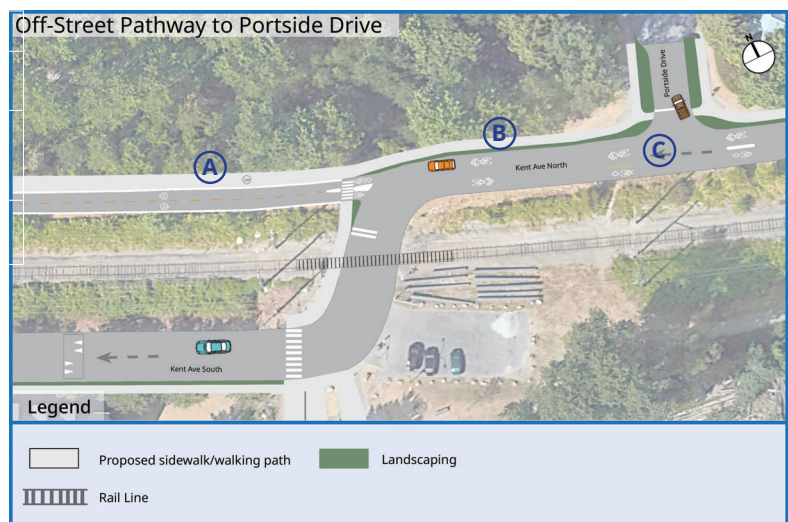 Off-Street Pathway to Portside Drive
N
Portside Drive
B
C
A
Kent Ave North
Kent Ave South
Legend
Proposed sidewalk/walking path
Landscaping
Rail Line